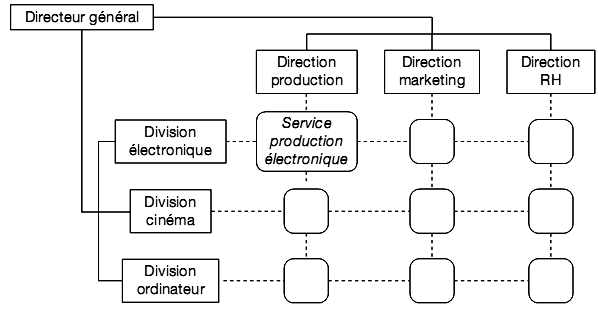 Directeur général
Direction
production
Direction
marketing
Direction
RH
Division
électronique
Service
production
électronique
Division
cinéma
Division
ordinateur